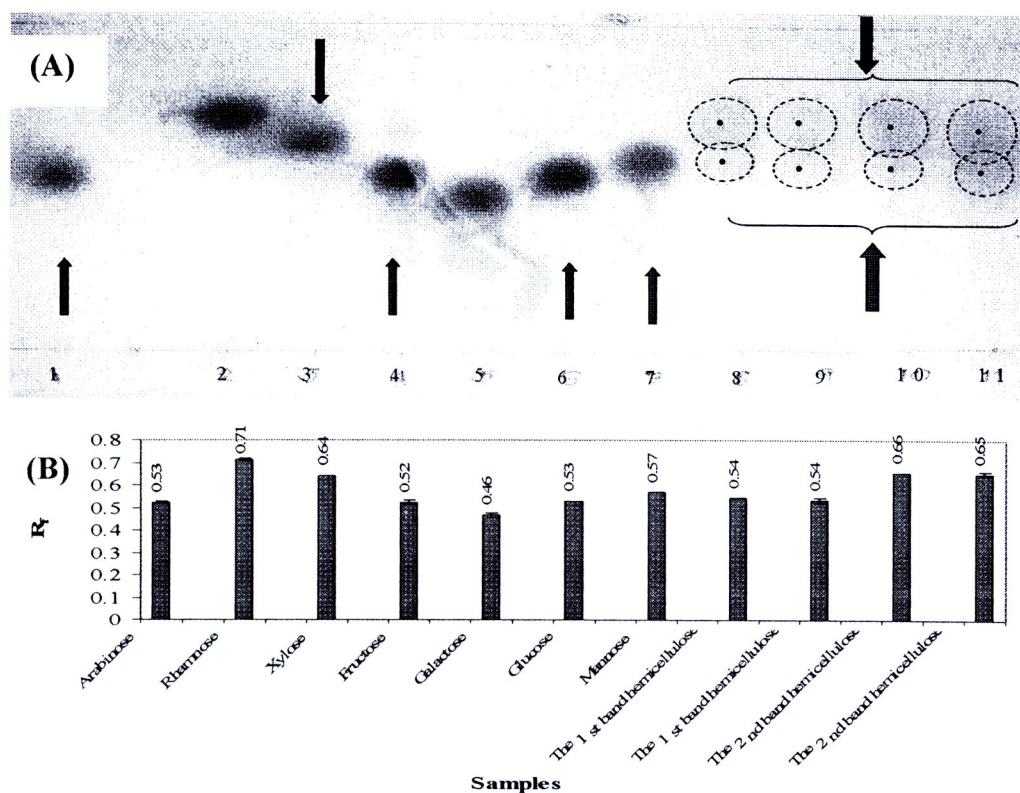 (A)
1 2 3 4 5 6 7 8 9 10 11
(B)
0.8
0.7
0.6
0.5
0.4
0.3
0.2
0.1
0
Rf
0.53
0.71
0.64
0.52
0.46
0.53
0.57
0.54
0.54
0.66
0.65
Arabinose
Rhamnose
Xylose
Fructose
Galactose
Glucose
Mannose
The 1 st band hemicellulose
The 1 st band hemicellulose
The 2 nd band hemicellulose
The 2 nd band hemicellulose
Samples